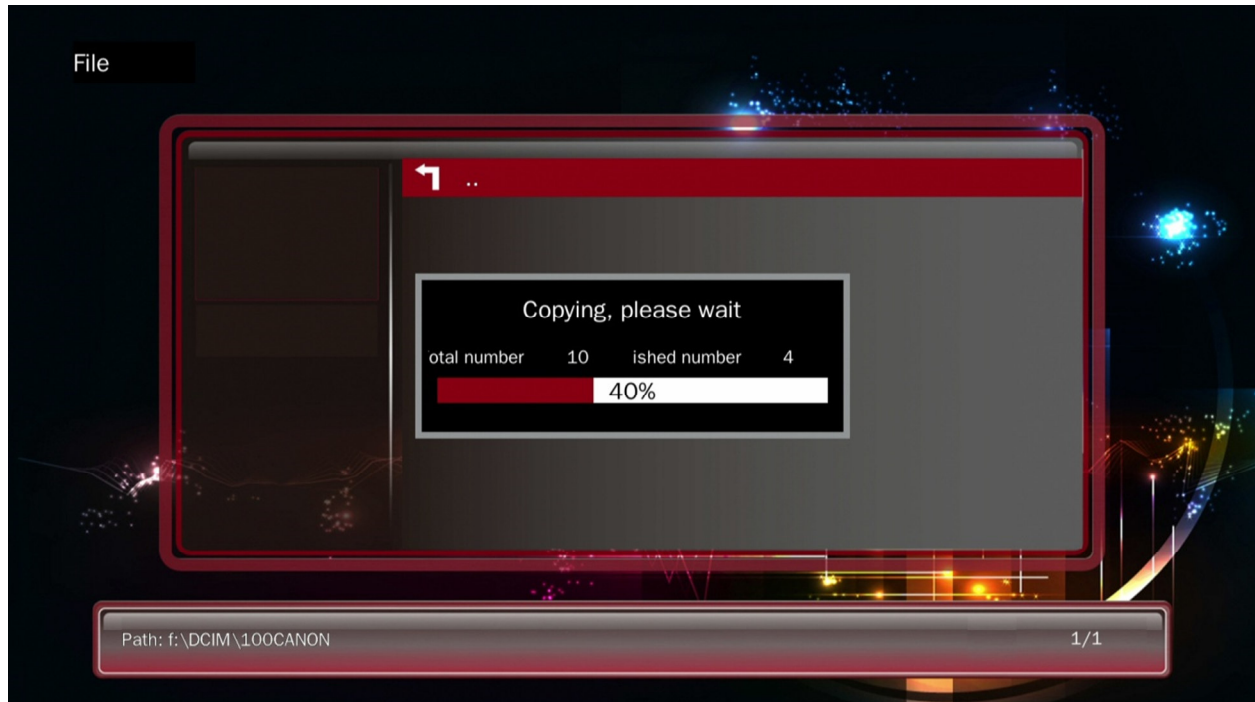 File
..
Copying, please wait
otal number 10 ished number 4
40%
Path: f:\DCIM\100CANON 1/1